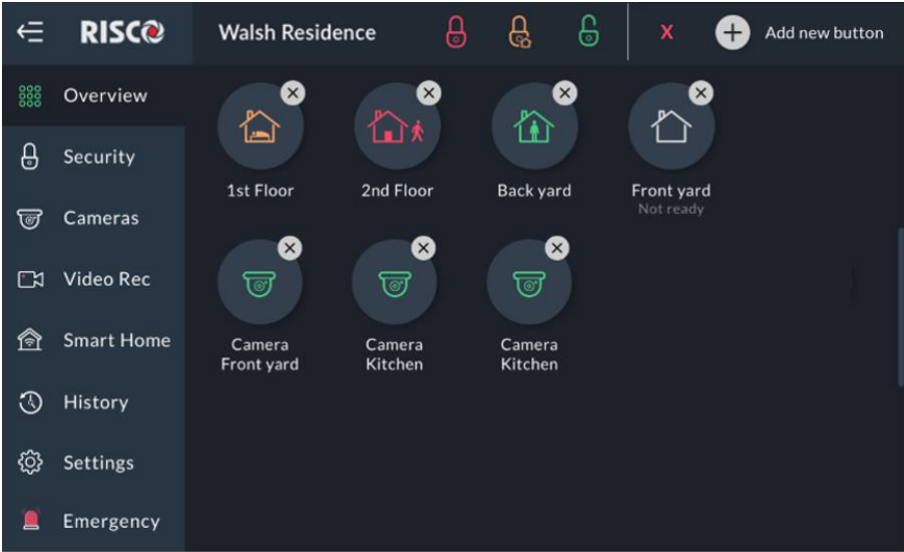 RISCO
Walsh Residence
X
Add new button
Overview
Security
Cameras
Video Rec
Smart Home
History
Settings
Emergency
1st Floor
2nd Floor
Back yard
Front yard
Not ready
Camera
Front yard
Camera
Kitchen
Camera
Kitchen